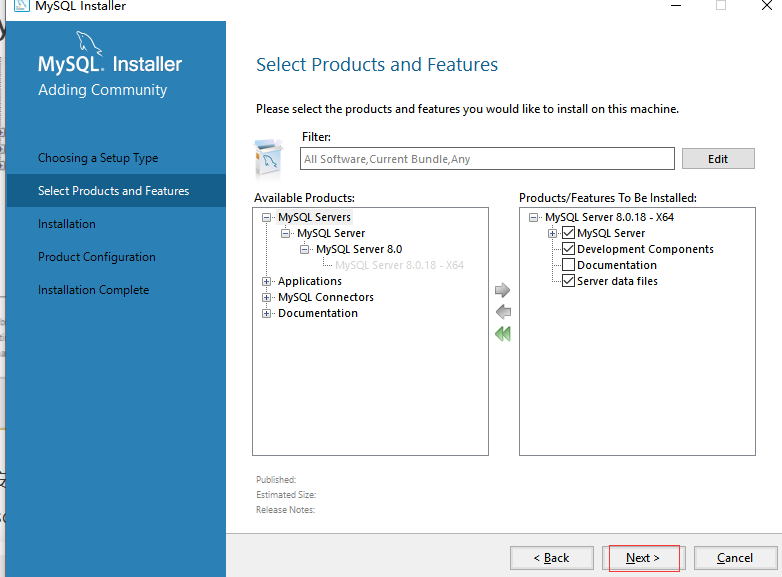 MySQL Installer
MySQL. Installer
Adding Community
Choosing a Setup Type
Select Products and Features
Installation
Product Configuration
Installation Complete
Select Products and Features
Please select the products and features you would like to install on this machine.
Filter:
All Software,Current Bundle,Any
Edit
Available Products:
MySQL Servers
MySQL Server
MySQL Server 8.0
MySQL Server 8.0.18 - X64
Applications
MySQL Connectors
Documentation
Products/Features To Be Installed:
MySQL Server 8.0.18 - X64
MySQL Server
Development Components
Documentation
Server data files
Published:
Estimated Size:
Release Notes:
< Back
Next >
Cancel